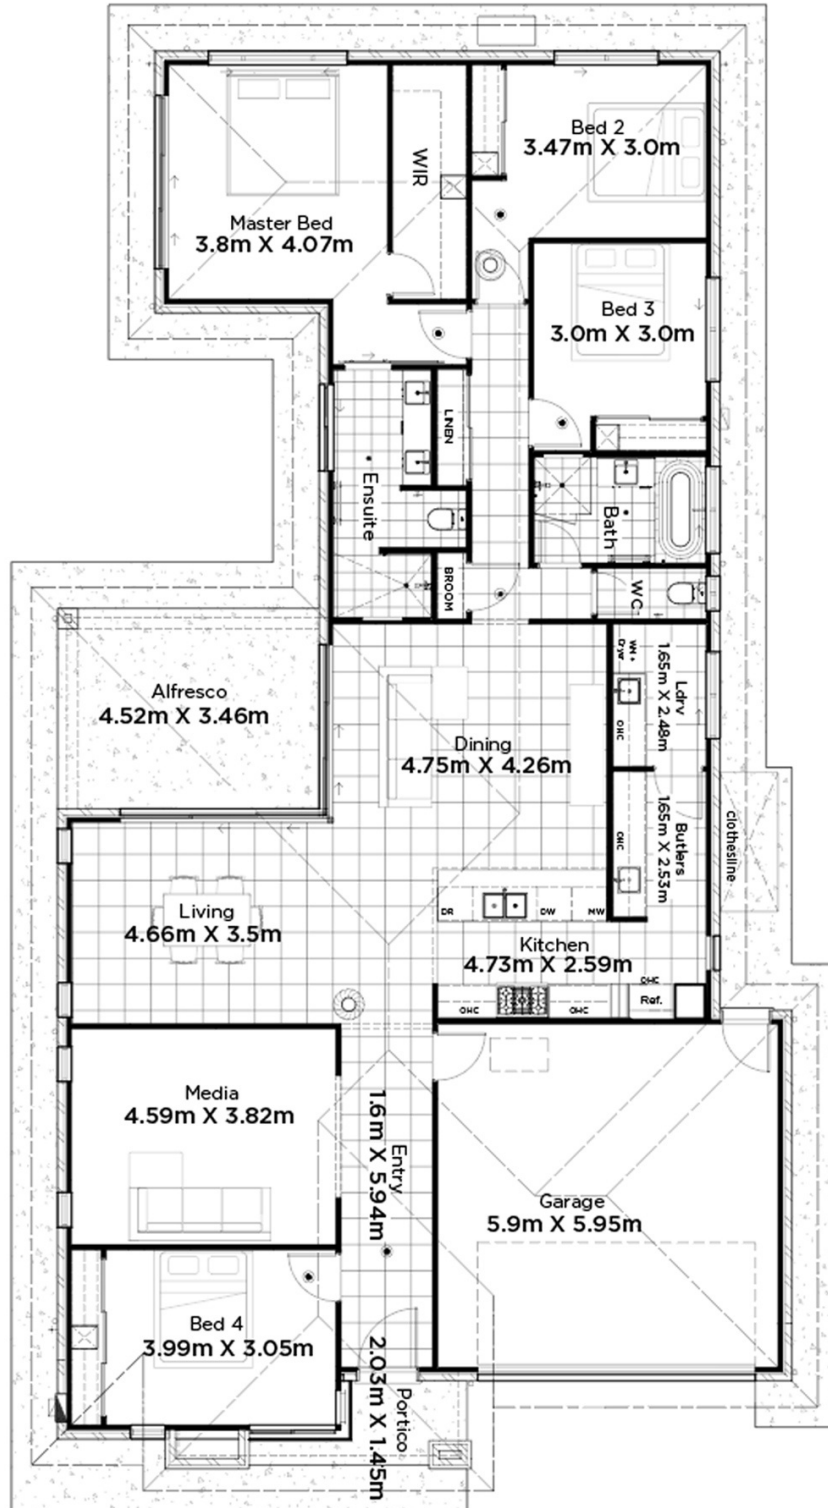 Bed 2
3.47m X 3.0m
WIR
Master Bed
3.8m X 4.07m
Bed 3
3.0m X 3.0m
LINEN
Ensuite
Bath
BROOM
WC
WM +
Dryer
Ldry
1.65m X 2.48m
OHC
Alfresco
4.52m X 3.46m
Dining
4.75m X 4.26m
Butlers
1.65m X 2.53m
OHC
clothesline
Living
4.66m X 3.5m
DR
DW
MW
Kitchen
4.73m X 2.59m
OHC
OHC
OHC
Ref.
Media
4.59m X 3.82m
Entry
1.6m X 5.94m
Garage
5.9m X 5.95m
Bed 4
3.99m X 3.05m
Portico
2.03m X 1.45m